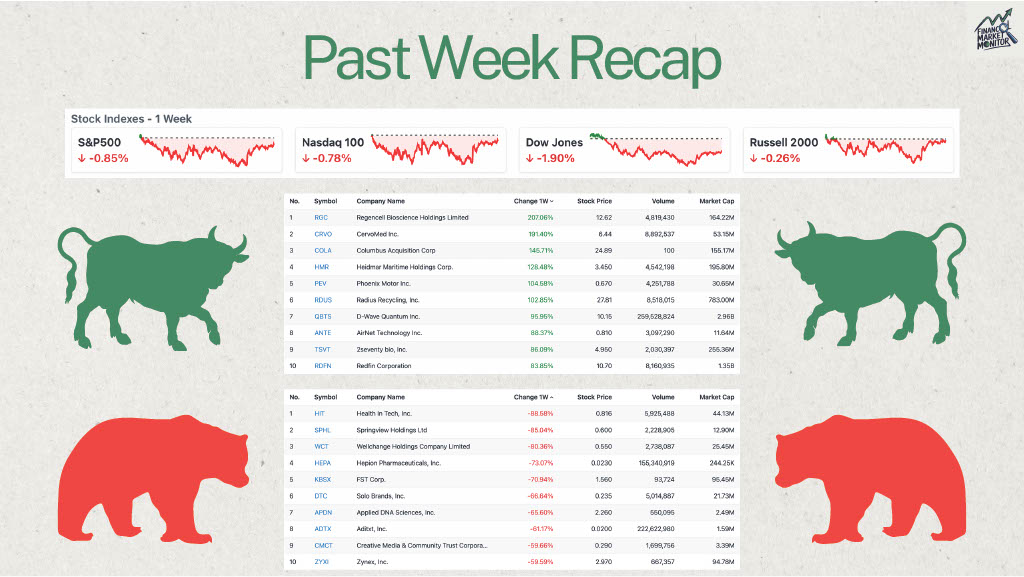 FINANCIAL
MARKET
MONITOR
Past Week Recap
Stock Indexes - 1 Week
S&P500
↓ -0.85%
Nasdaq 100
↓ -0.78%
Dow Jones
↓ -1.90%
Russell 2000
↓ -0.26%
No. Symbol Company Name Change 1W Stock Price Volume Market Cap
1 RGC Regencell Bioscience Holdings Limited 207.06% 12.62 4,819,430 164.22M
2 CRVO CervoMed Inc. 191.40% 6.44 8,892,537 53.15M
3 COLA Columbus Acquisition Corp 145.71% 24.89 100 155.17M
4 HMR Heidmar Maritime Holdings Corp. 128.48% 3.450 4,542,198 195.80M
5 PEV Phoenix Motor Inc. 104.58% 0.670 4,251,788 30.65M
6 RDUS Radius Recycling, Inc. 102.85% 27.81 8,518,015 783.00M
7 QBTS D-Wave Quantum Inc. 95.95% 10.15 259,528,824 2.96B
8 ANTE AirNet Technology Inc. 88.37% 0.810 3,097,290 11.64M
9 TSVT 2seventy bio, Inc. 86.09% 4.950 2,030,397 255.36M
10 RDFN Redfin Corporation 83.85% 10.70 8,160,935 1.35B
No. Symbol Company Name Change 1W Stock Price Volume Market Cap
1 HIT Health In Tech, Inc. -88.58% 0.816 5,925,488 44.13M
2 SPHL Springview Holdings Ltd -85.04% 0.600 2,228,905 12.90M
3 WCT Wellchange Holdings Company Limited -80.36% 0.550 2,738,087 25.45M
4 HEPA Hepion Pharmaceuticals, Inc. -73.07% 0.0230 155,340,919 244.25K
5 KBSX FST Corp. -70.94% 1.560 93,724 95.45M
6 DTC Solo Brands, Inc. -66.64% 0.235 5,014,887 21.73M
7 APDN Applied DNA Sciences, Inc. -65.60% 2.260 550,095 2.49M
8 ADTX Aditxt, Inc. -61.17% 0.0200 222,622,980 1.59M
9 CMCT Creative Media & Community Trust Corpora... -59.66% 0.290 1,699,756 3.39M
10 ZYXI Zynex, Inc. -59.59% 2.970 667,357 94.78M